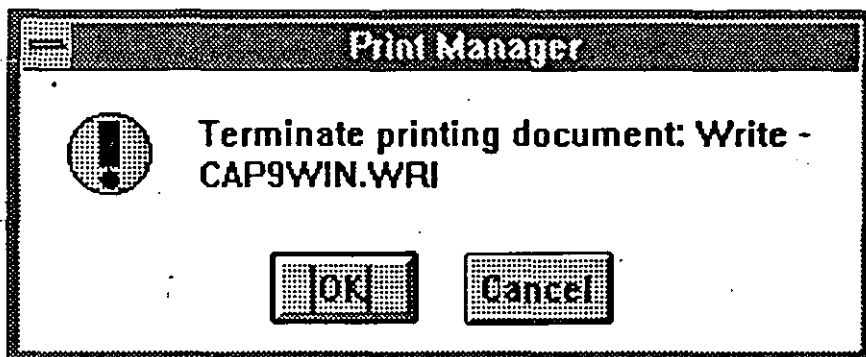 Print Manager
Terminate printing document: Write -
CAP9WIN.WRI
OK
Cancel